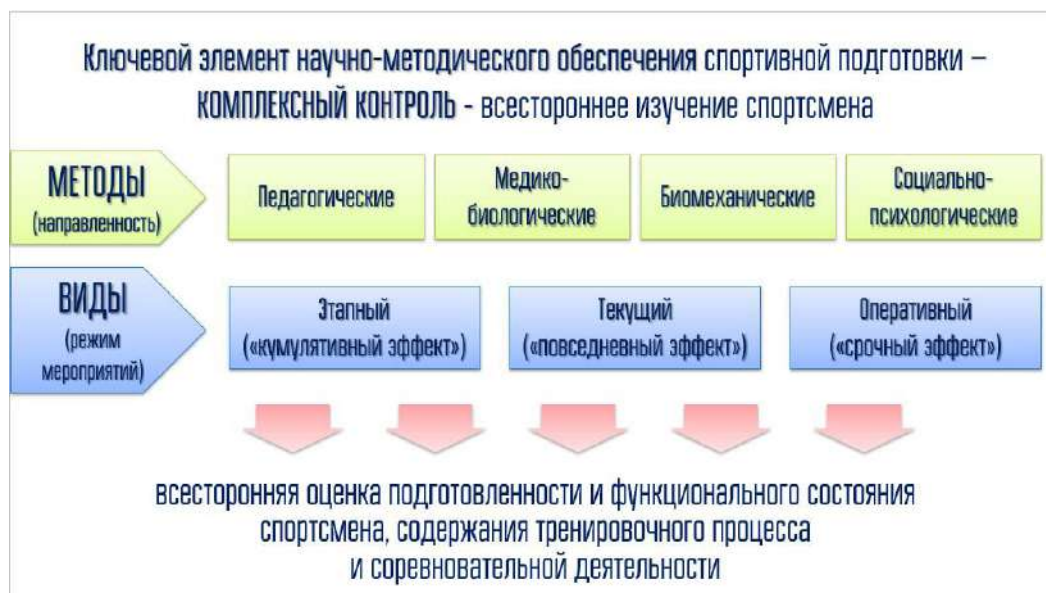 Ключевой элемент научно-методического обеспечения спортивной подготовки –
КОМПЛЕКСНЫЙ КОНТРОЛЬ - всестороннее изучение спортсмена
МЕТОДЫ
(направленность)
Педагогические
Медико-
биологические
Биомеханические
Социально-
психологические
ВИДЫ
(режим
мероприятий)
Этапный
(«кумулятивный эффект»)
Текущий
(«повседневный эффект»)
Оперативный
(«срочный эффект»)
всесторонняя оценка подготовленности и функционального состояния
спортсмена, содержания тренировочного процесса
и соревновательной деятельности